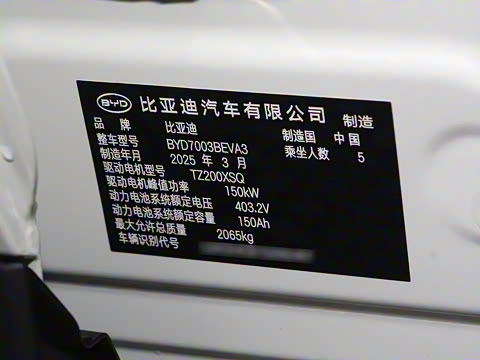 BYD 比亚迪汽车有限公司 制造
品牌 比亚迪 制造国 中国
整车型号 BYD7003BEVA3 乘坐人数 5
制造年月 2025 年 3 月
驱动电机型号 TZ200XSQ
驱动电机峰值功率 150kW
动力电池系统额定电压 403.2V
动力电池系统额定容量 150Ah
最大允许总质量 2065kg
车辆识别代号